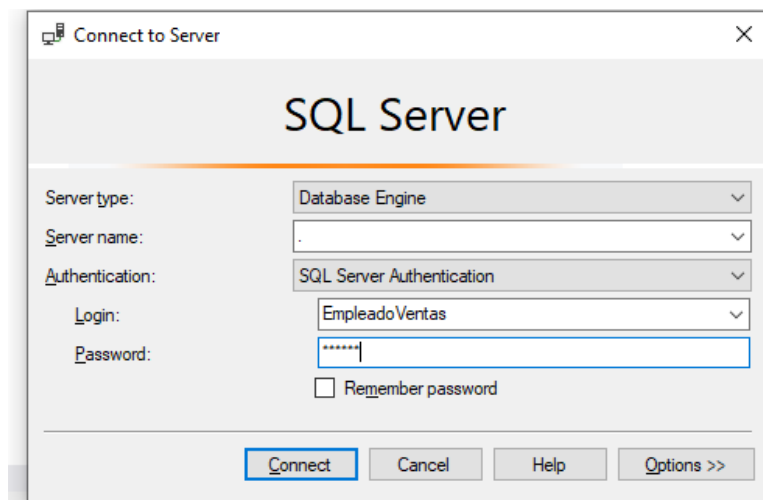 Connect to Server
SQL Server
Server type: Database Engine
Server name: .
Authentication: SQL Server Authentication
Login: EmpleadoVentas
Password: ******
Remember password
Connect Cancel Help Options >>